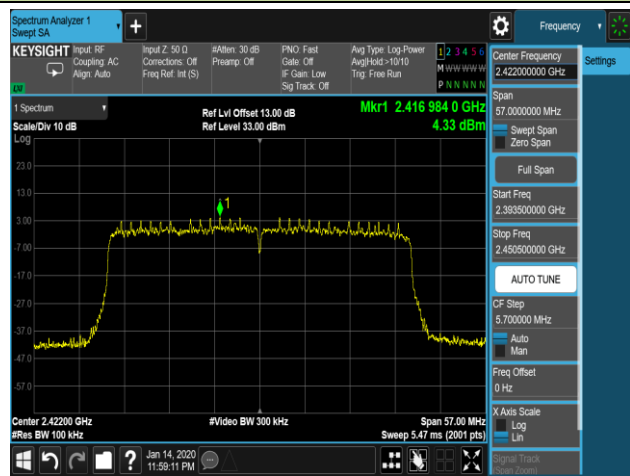 Spectrum Analyzer 1
Swept SA
+
Frequency
KEYSIGHT
Input: RF
Coupling: AC
Align: Auto
Input Z: 50 Ω
Corrections: Off
Freq Ref: Int (S)
#Atten: 30 dB
Preamp: Off
PNO: Fast
Gate: Off
IF Gain: Low
Sig Track: Off
Avg Type: Log-Power
Avg|Hold:>10/10
Trig: Free Run
1 2 3 4 5 6
M W W W W W
P N N N N N
LXI
Center Frequency
2.422000000 GHz
Settings
Span
57.0000000 MHz
Swept Span
Zero Span
Full Span
Start Freq
2.393500000 GHz
Stop Freq
2.450500000 GHz
AUTO TUNE
CF Step
5.700000 MHz
Auto
Man
Freq Offset
0 Hz
X Axis Scale
Log
Lin
Signal Track
(Span Zoom)
1 Spectrum
Scale/Div 10 dB
Ref Lvl Offset 13.00 dB
Ref Level 33.00 dBm
Mkr1 2.416 984 0 GHz
4.33 dBm
Log
23.0
13.0
3.00
-7.00
-17.0
-27.0
-37.0
-47.0
-57.0
1
Center 2.42200 GHz
#Res BW 100 kHz
#Video BW 300 kHz
Span 57.00 MHz
Sweep 5.47 ms (2001 pts)
?
Jan 14, 2020
11:59:11 PM